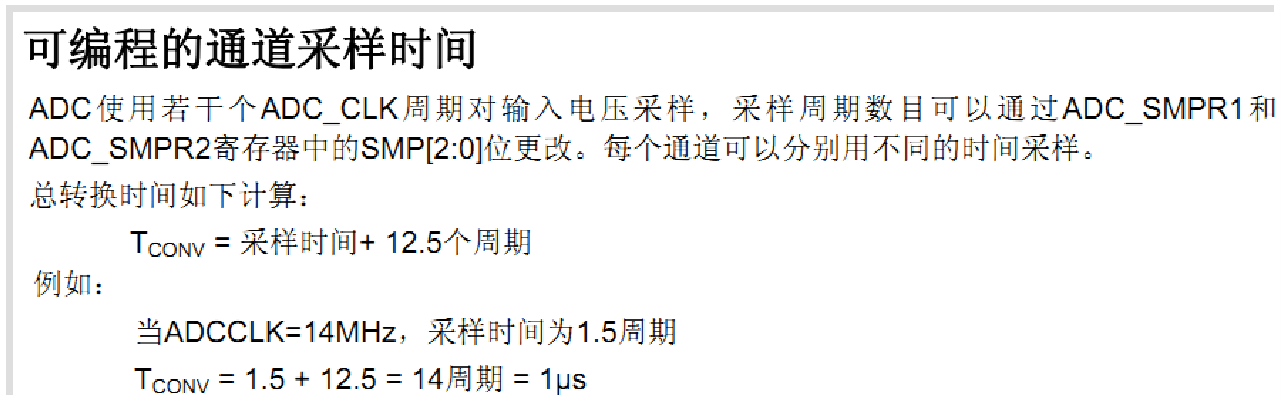 可编程的通道采样时间
ADC使用若干个ADC_CLK周期对输入电压采样，采样周期数目可以通过ADC_SMPR1和
ADC_SMPR2寄存器中的SMP[2:0]位更改。每个通道可以分别用不同的时间采样。
总转换时间如下计算：
TCONV = 采样时间+ 12.5个周期
例如：
当ADCCLK=14MHz，采样时间为1.5周期
TCONV = 1.5 + 12.5 = 14周期 = 1μs